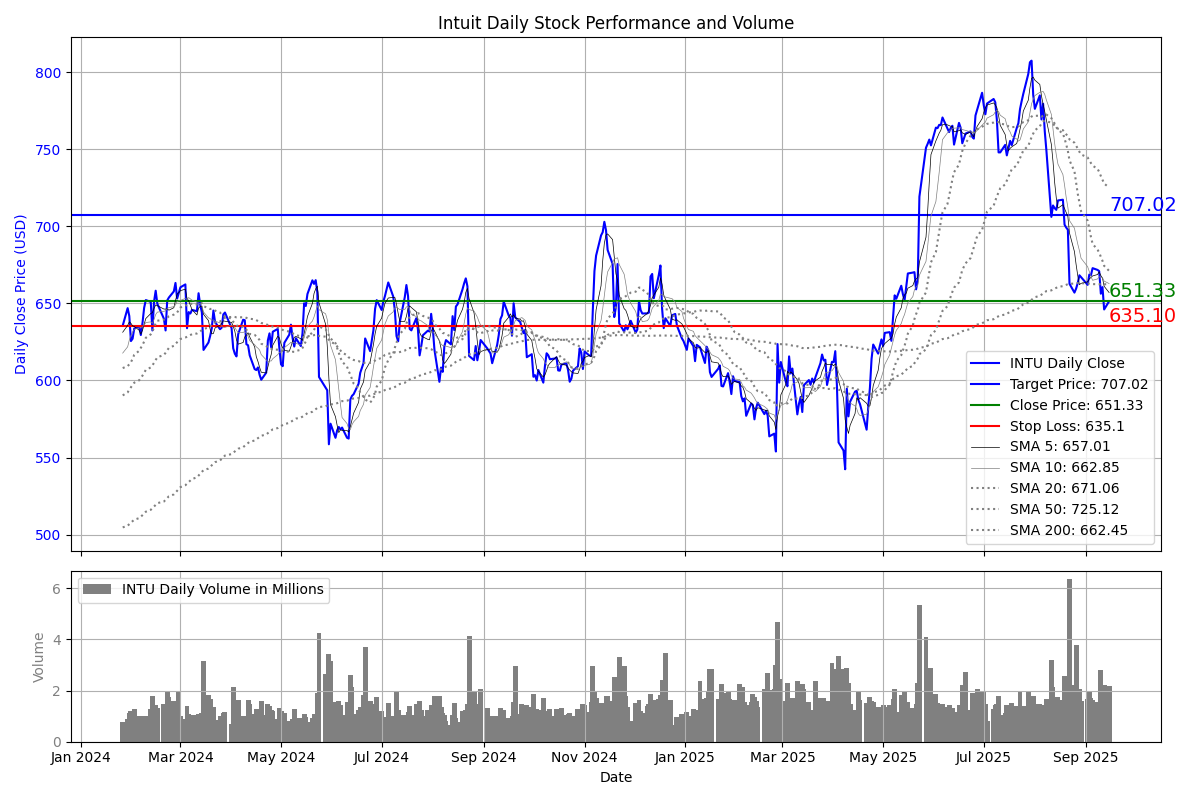 Intuit Daily Stock Performance and Volume
Daily Close Price (USD)
800
750
700
650
600
550
500
707.02
651.33
635.10
INTU Daily Close
Target Price: 707.02
Close Price: 651.33
Stop Loss: 635.1
SMA 5: 657.01
SMA 10: 662.85
SMA 20: 671.06
SMA 50: 725.12
SMA 200: 662.45
Volume
6
4
2
0
INTU Daily Volume in Millions
Jan 2024 Mar 2024 May 2024 Jul 2024 Sep 2024 Nov 2024 Jan 2025 Mar 2025 May 2025 Jul 2025 Sep 2025
Date